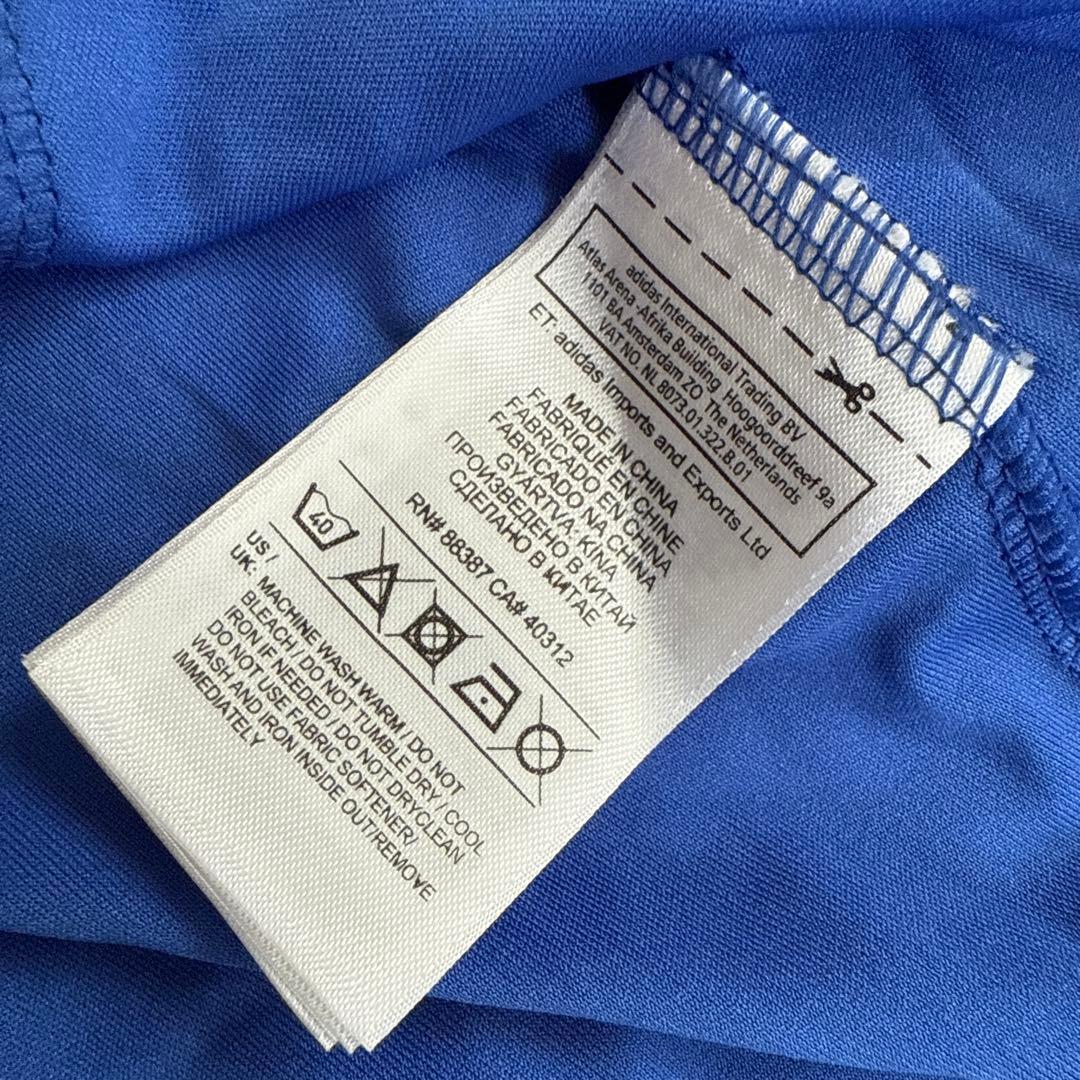 adidas International Trading BV
Atlas Arena -Afrika Building Hoogoorddreef 9a
1101 BA Amsterdam ZO The Netherlands
VAT NO. NL 8073.01.322.B.01
ET: adidas Imports and Exports Ltd
MADE IN CHINA
FABRIQUÉ EN CHINE
FABRICADO EN CHINA
FABRICADO NA CHINA
GYÁRTVA, KINA
ПРОИЗВЕДЕНО В КИТАЙ
СДЕЛАНО В КИТАЕ
RN# 88387 CA# 40312
40
US /
UK: MACHINE WASH WARM / DO NOT
BLEACH / DO NOT TUMBLE DRY / COOL
IRON IF NEEDED / DO NOT DRYCLEAN
DO NOT USE FABRIC SOFTENER/
WASH AND IRON INSIDE OUT/REMOVE
IMMEDIATELY